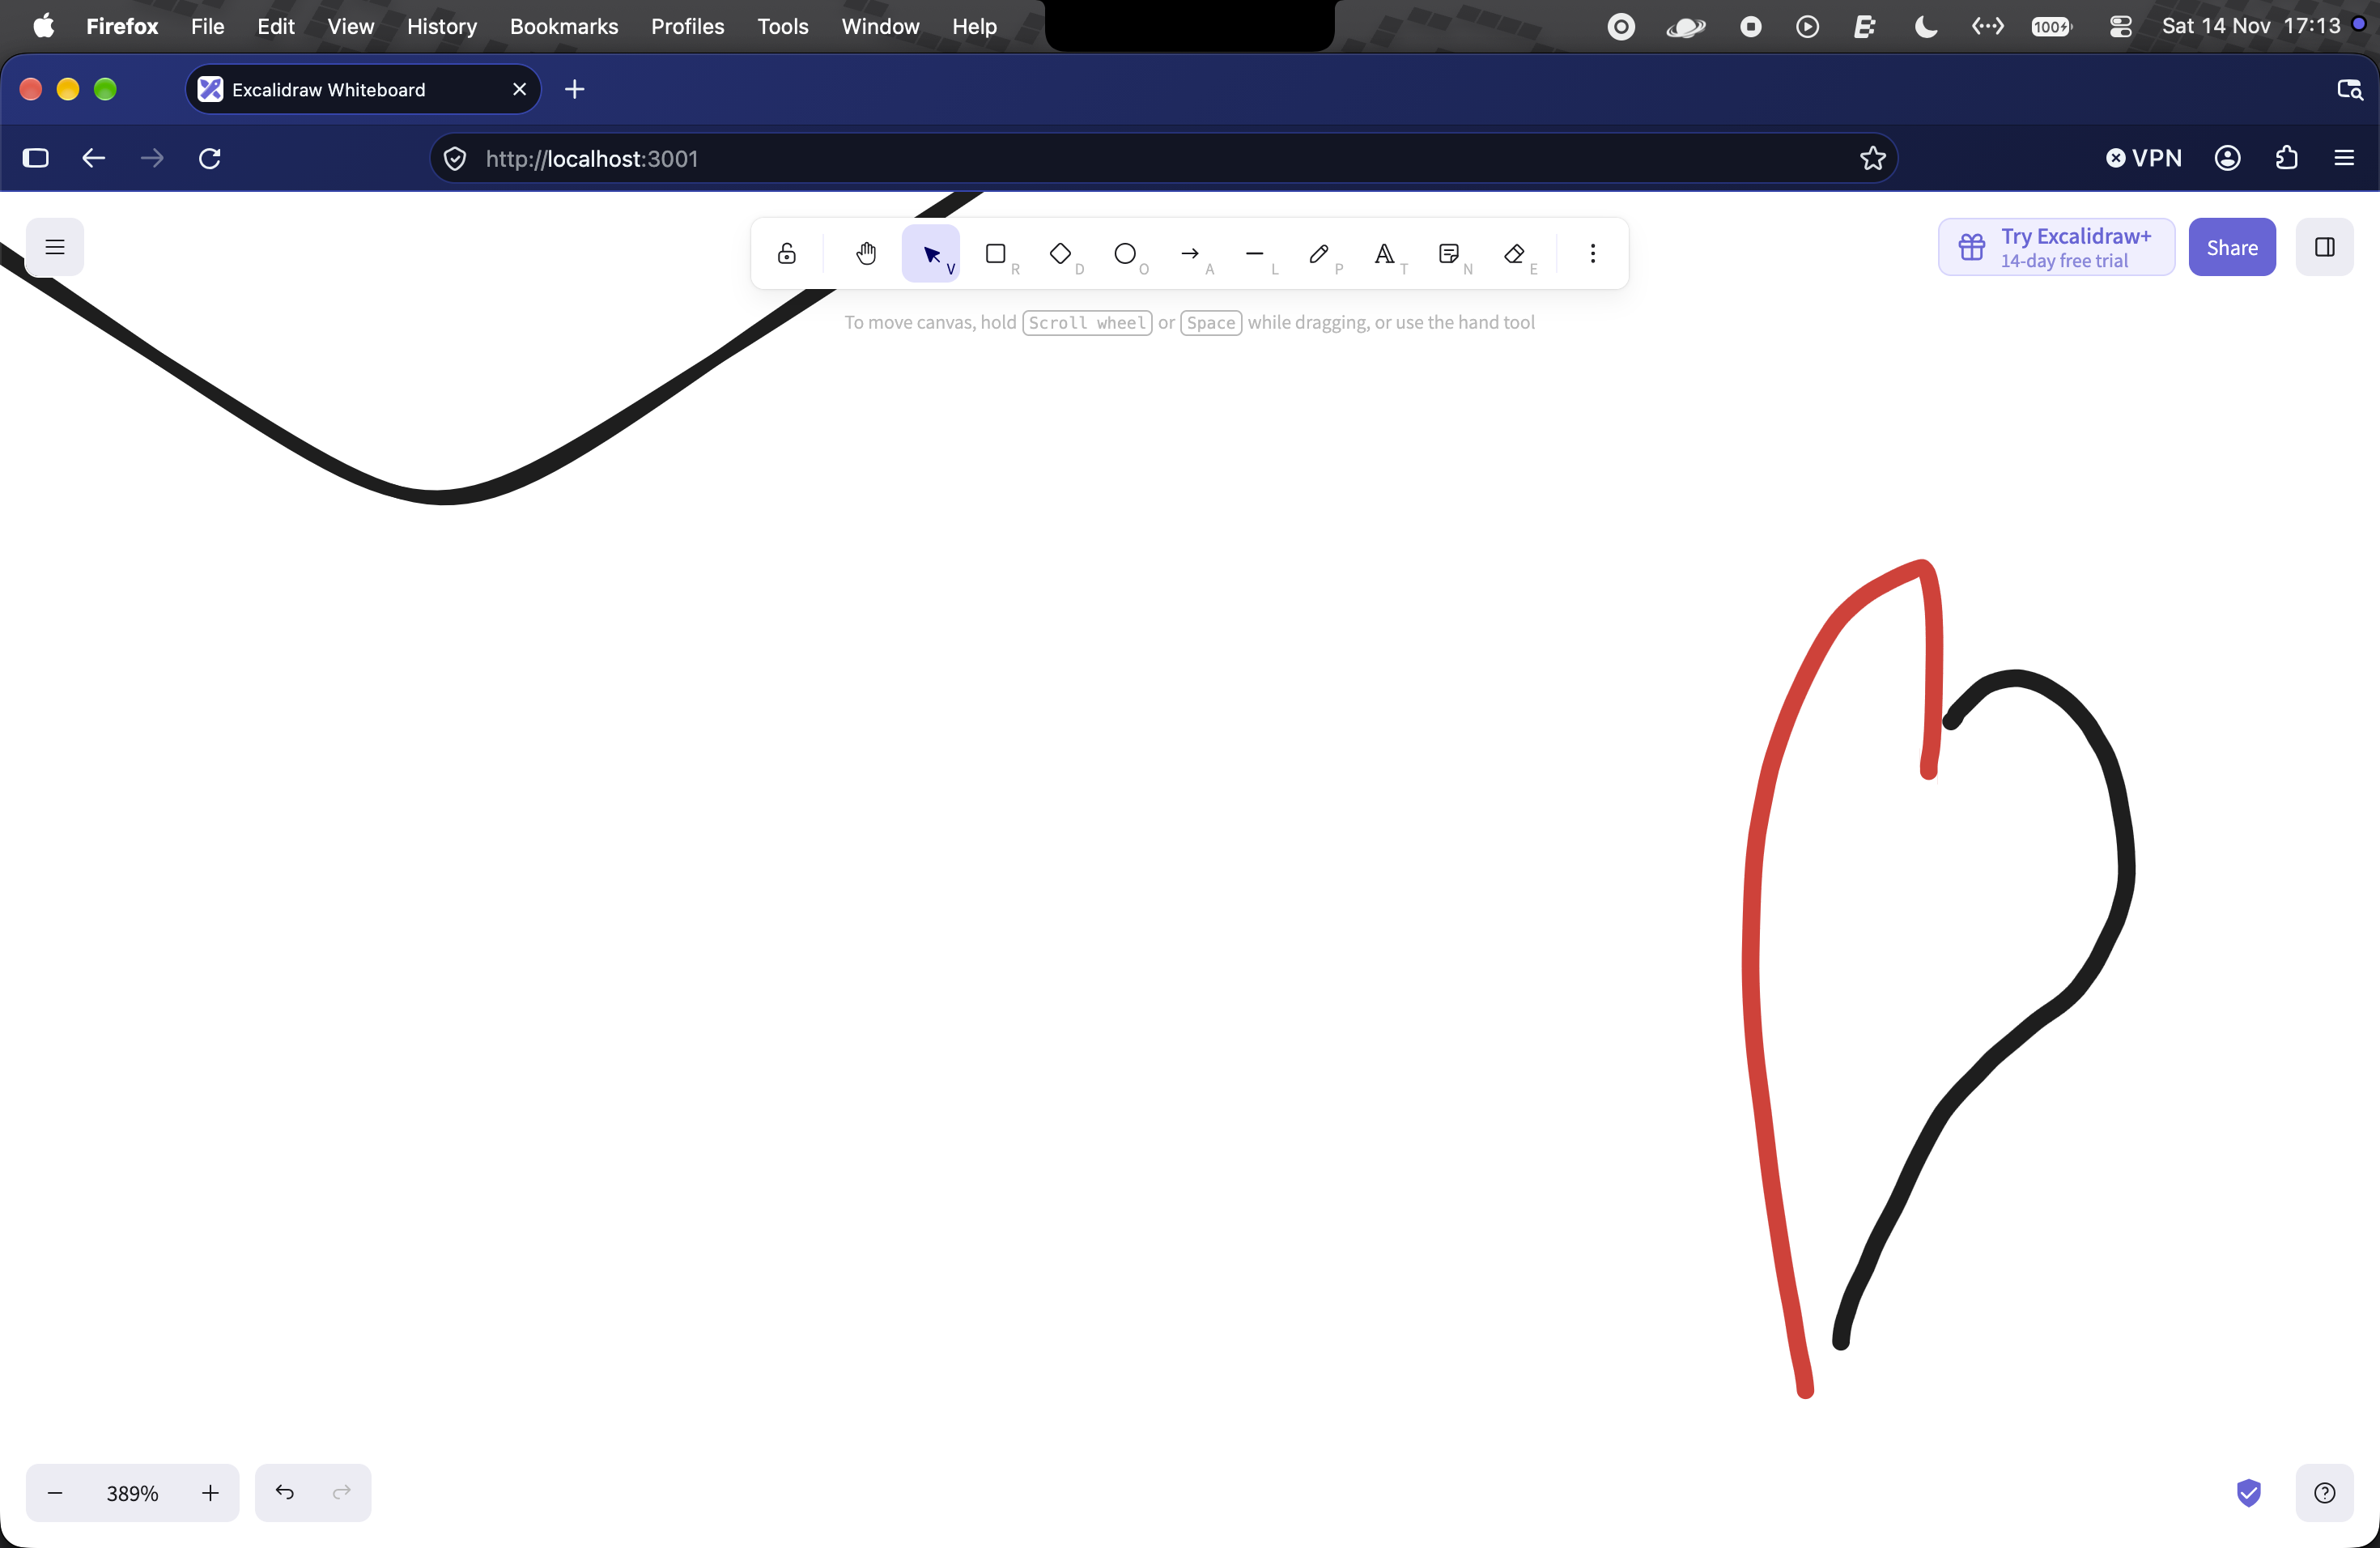 Firefox File Edit View History Bookmarks Profiles Tools Window Help 100 Sat 14 Nov 17:13
Excalidraw Whiteboard
http://localhost:3001 VPN
V R D O A L P T N E
Try Excalidraw+
14-day free trial
Share
To move canvas, hold Scroll wheel or Space while dragging, or use the hand tool
389%